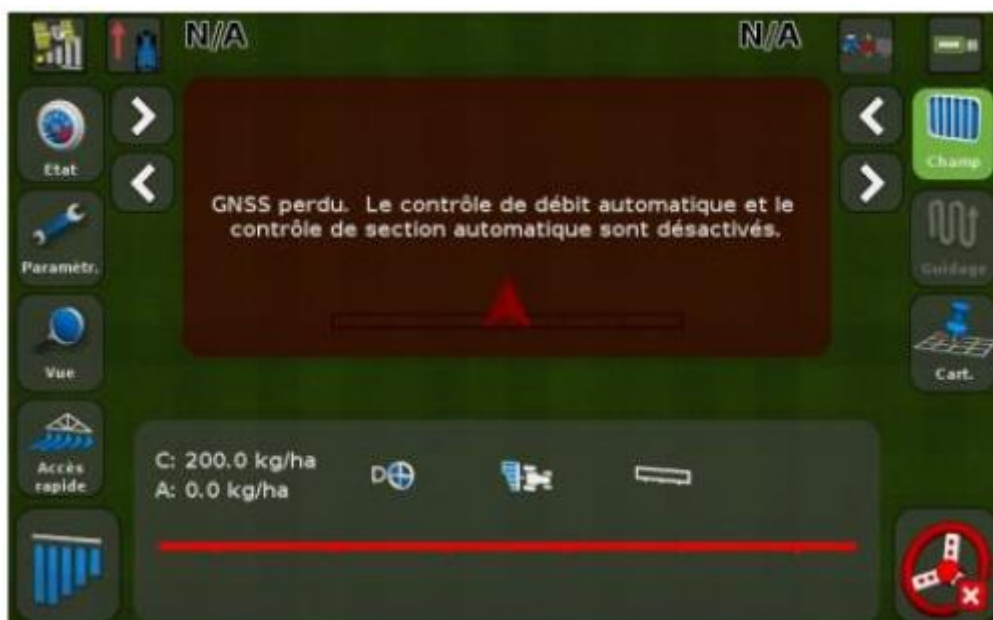 N/A
N/A
Etat
Champ
GNSS perdu. Le contrôle de débit automatique et le
contrôle de section automatique sont désactivés.
Paramètr.
Guidage
Vue
Cart.
Accès
rapide
C: 200.0 kg/ha
A: 0.0 kg/ha
D